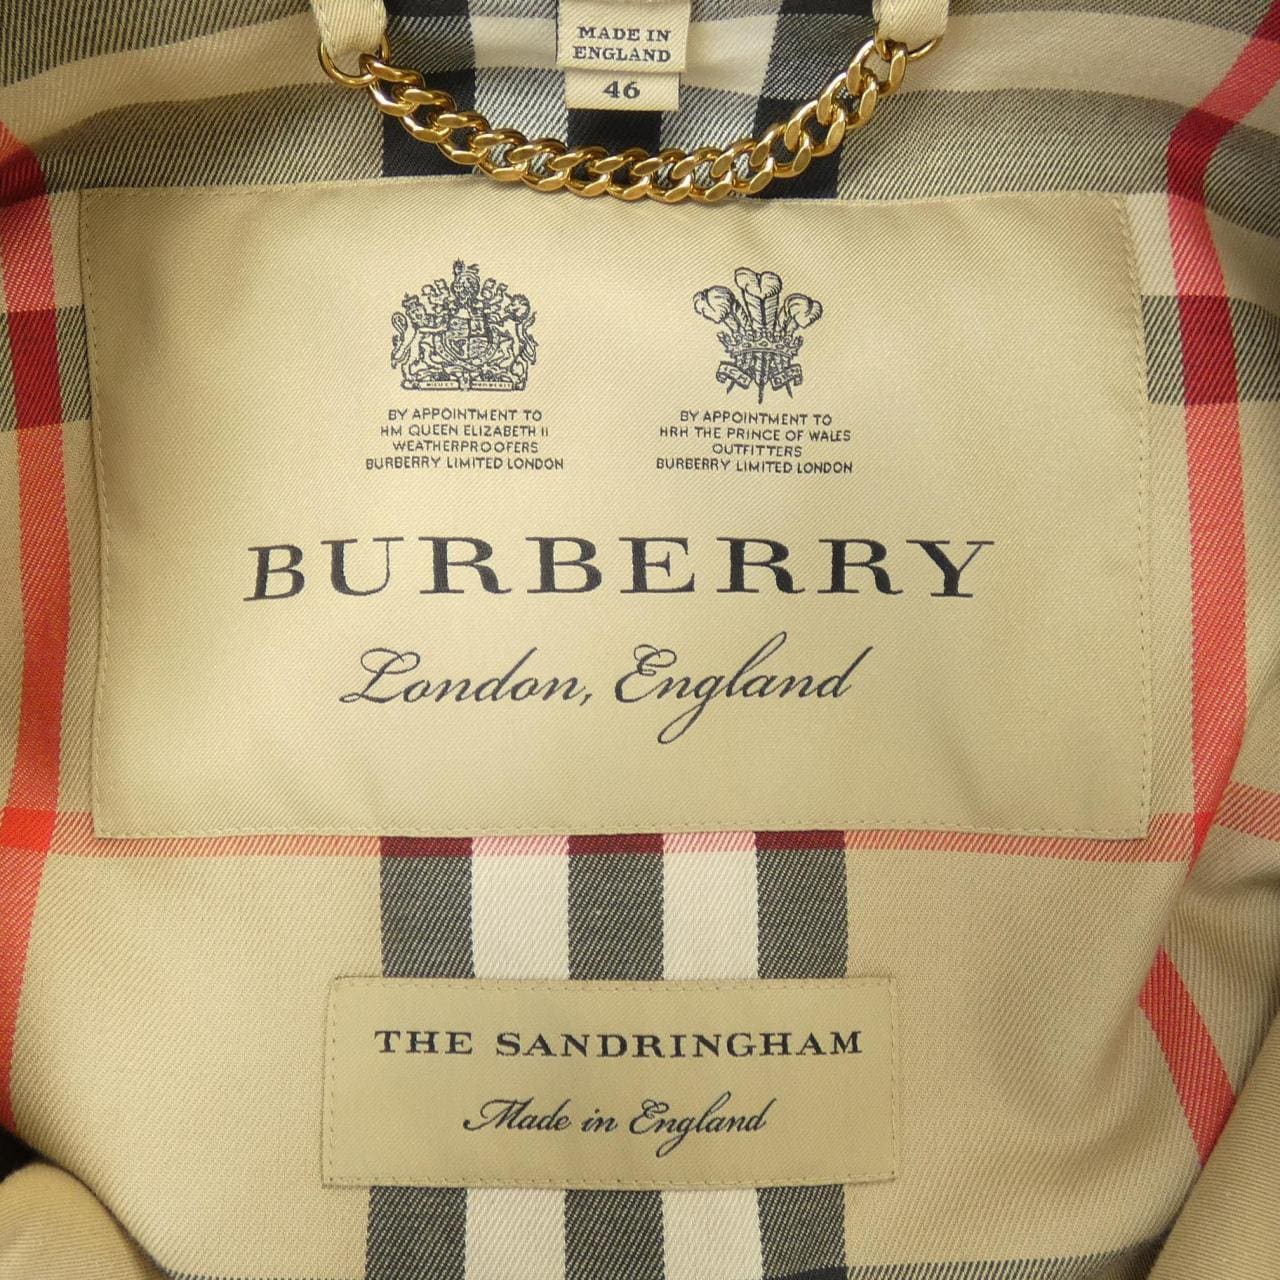 MADE IN
ENGLAND
46
BY APPOINTMENT TO
HM QUEEN ELIZABETH II
WEATHERPROOFERS
BURBERRY LIMITED LONDON
BY APPOINTMENT TO
HRH THE PRINCE OF WALES
OUTFITTERS
BURBERRY LIMITED LONDON
BURBERRY
London, England
THE SANDRINGHAM
Made in England